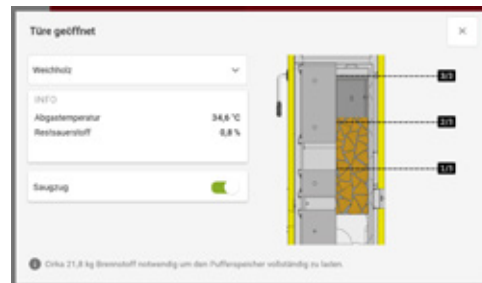 Türe geöffnet
Weichholz
INFO
Abgastemperatur 34,6 °C
Restsauerstoff 0,8 %
Saugzug
3/3
2/3
1/3
Cirka 21,8 kg Brennstoff notwendig um den Pufferspeicher vollständig zu laden.